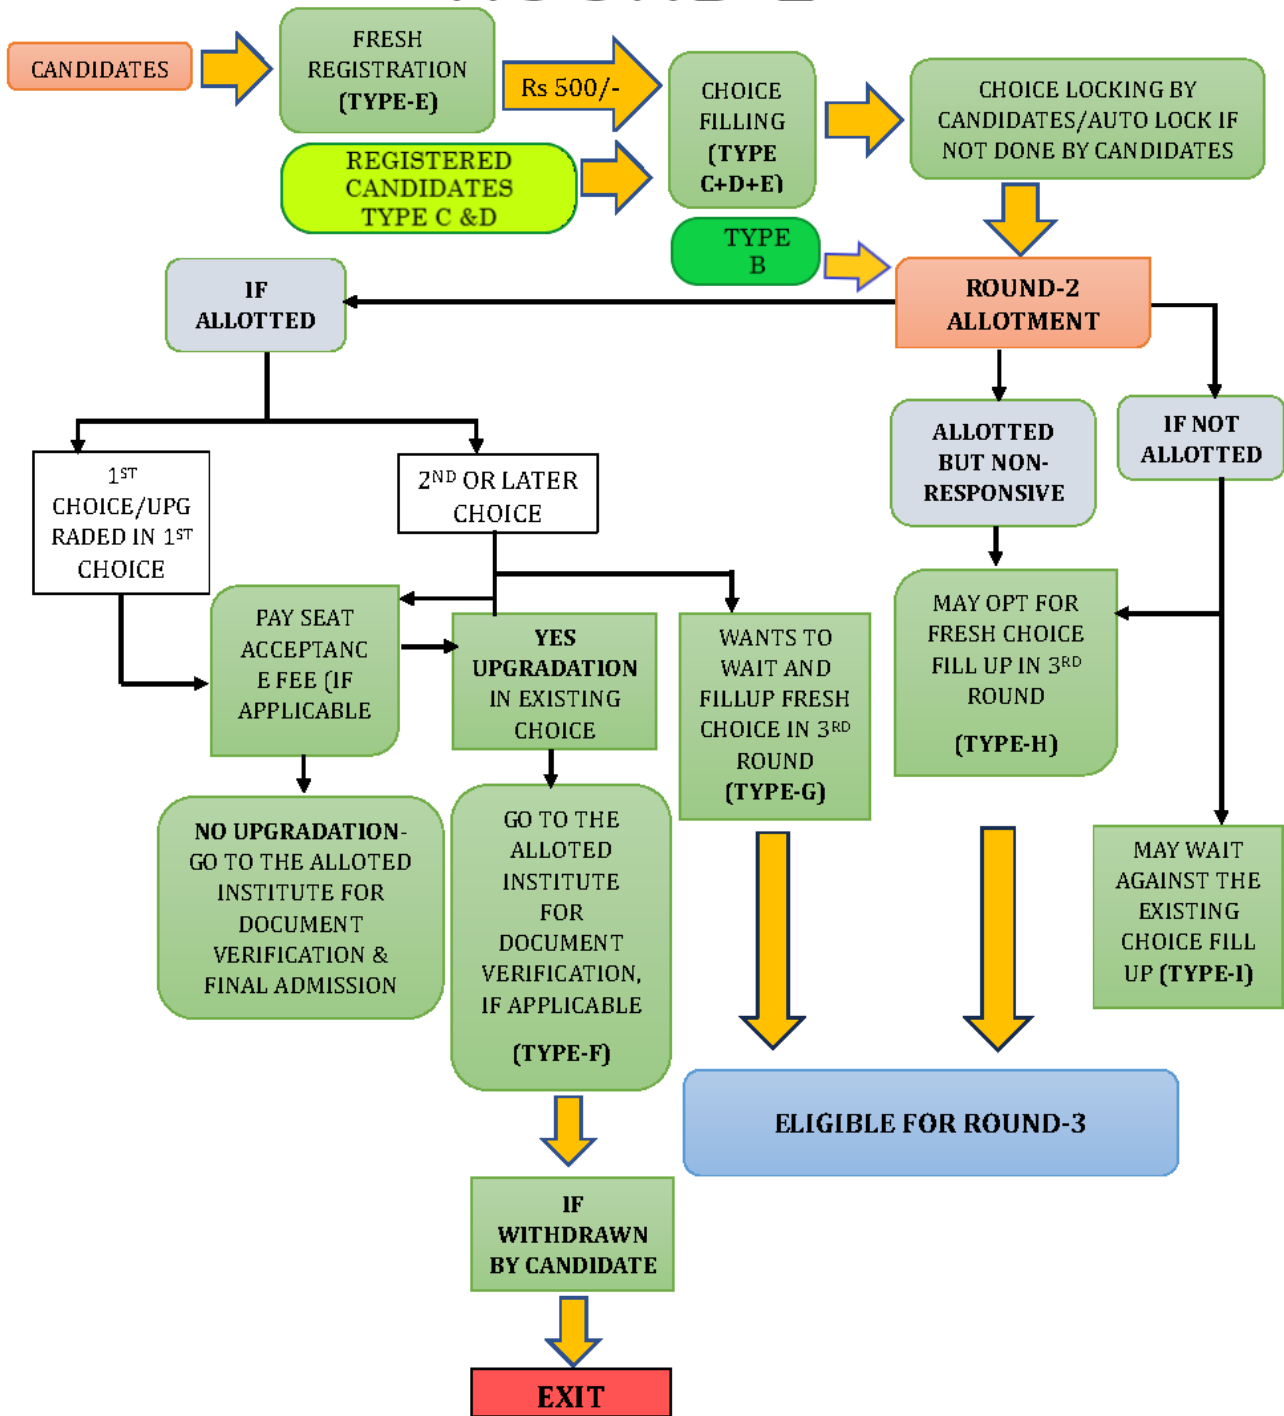 CANDIDATES
FRESH
REGISTRATION
(TYPE-E)
Rs 500/-
CHOICE
FILLING
(TYPE
C+D+E)
CHOICE LOCKING BY
CANDIDATES/AUTO LOCK IF
NOT DONE BY CANDIDATES
REGISTERED
CANDIDATES
TYPE C &D
TYPE
B
IF
ALLOTTED
ROUND-2
ALLOTMENT
ALLOTTED
BUT NON-
RESPONSIVE
IF NOT
ALLOTTED
1ST
CHOICE/UPG
RADED IN 1ST
CHOICE
2ND OR LATER
CHOICE
PAY SEAT
ACCEPTANC
E FEE (IF
APPLICABLE
YES
UPGRADATION
IN EXISTING
CHOICE
WANTS TO
WAIT AND
FILLUP FRESH
CHOICE IN 3RD
ROUND
(TYPE-G)
MAY OPT FOR
FRESH CHOICE
FILL UP IN 3RD
ROUND
(TYPE-H)
NO UPGRADATION-
GO TO THE ALLOTED
INSTITUTE FOR
DOCUMENT
VERIFICATION &
FINAL ADMISSION
GO TO THE
ALLOTED
INSTITUTE
FOR
DOCUMENT
VERIFICATION,
IF APPLICABLE
(TYPE-F)
MAY WAIT
AGAINST THE
EXISTING
CHOICE FILL
UP (TYPE-I)
ELIGIBLE FOR ROUND-3
IF
WITHDRAWN
BY CANDIDATE
EXIT